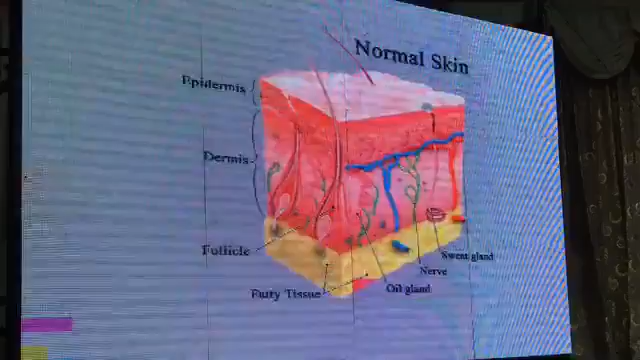 Normal Skin
Epidermis
Dermis
Follicle
Fatty Tissue
Sweat gland
Nerve
Oil gland